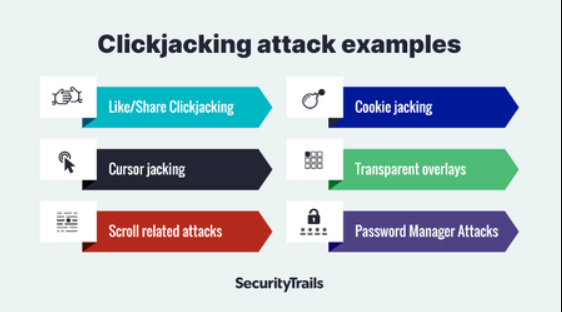 Clickjacking attack examples
Like/Share Clickjacking
Cookie jacking
Cursor jacking
Transparent overlays
Scroll related attacks
Password Manager Attacks
SecurityTrails